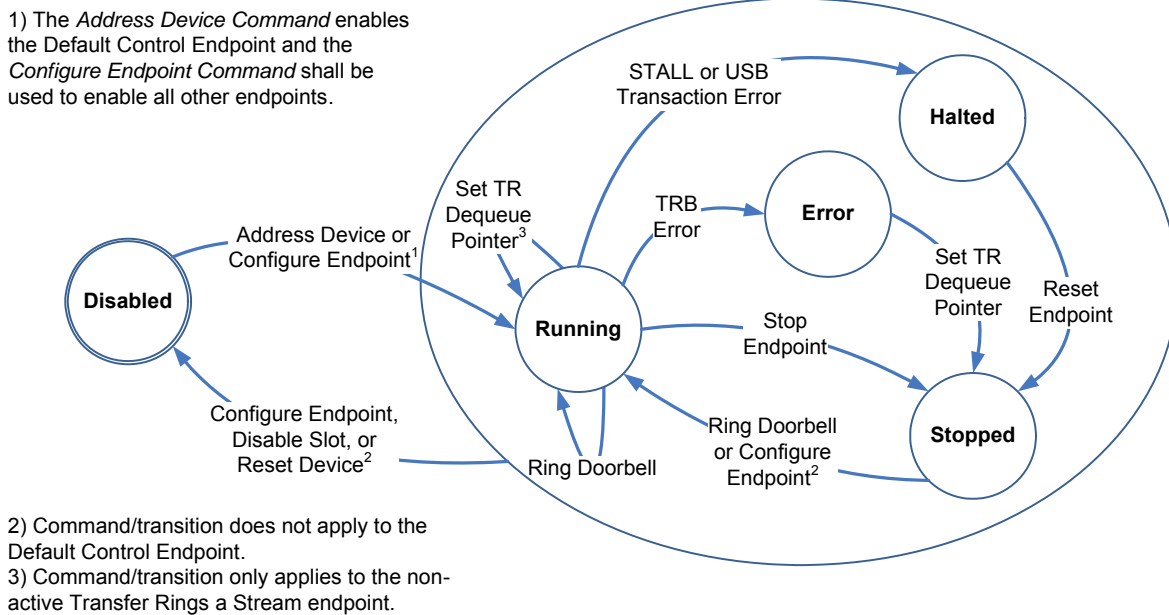 1) The Address Device Command enables
the Default Control Endpoint and the
Configure Endpoint Command shall be
used to enable all other endpoints.
STALL or USB
Transaction Error
Halted
Set TR
Dequeue
Pointer3
TRB
Error
Error
Address Device or
Configure Endpoint1
Set TR
Dequeue
Pointer
Reset
Endpoint
Disabled
Running
Stop
Endpoint
Configure Endpoint,
Disable Slot, or
Reset Device2
Ring Doorbell
Ring Doorbell
or Configure
Endpoint2
Stopped
2) Command/transition does not apply to the
Default Control Endpoint.
3) Command/transition only applies to the non-
active Transfer Rings a Stream endpoint.